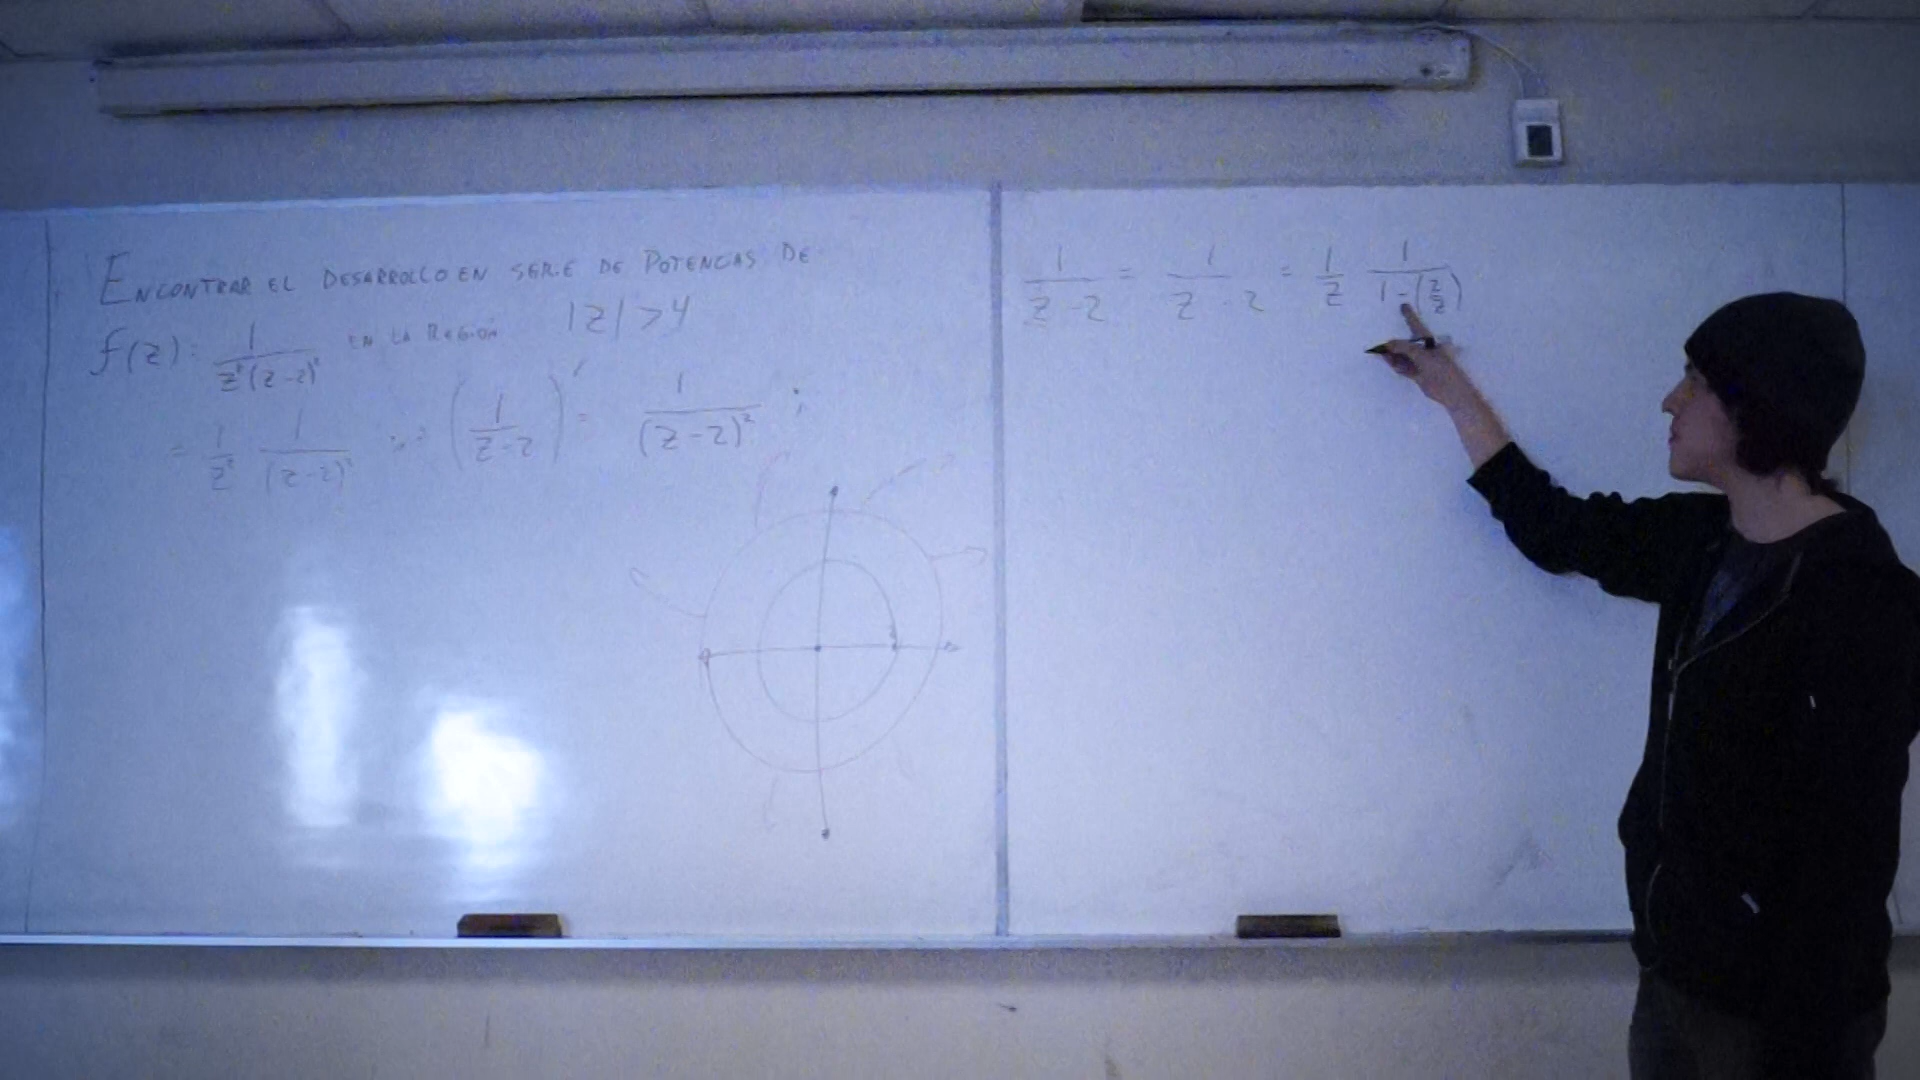 ENCONTRAR EL DESARROLLO EN SERIE DE POTENCAS DE
f(z): 1/(z²(z-2)²) EN LA REGIÓN |z| > 4
= 1/z² 1/(z-2)² (1/(z-2))' = 1/(z-2)² ;
1/(z-2) = 1/(z-2) = 1/z 1/(1-(2/z))